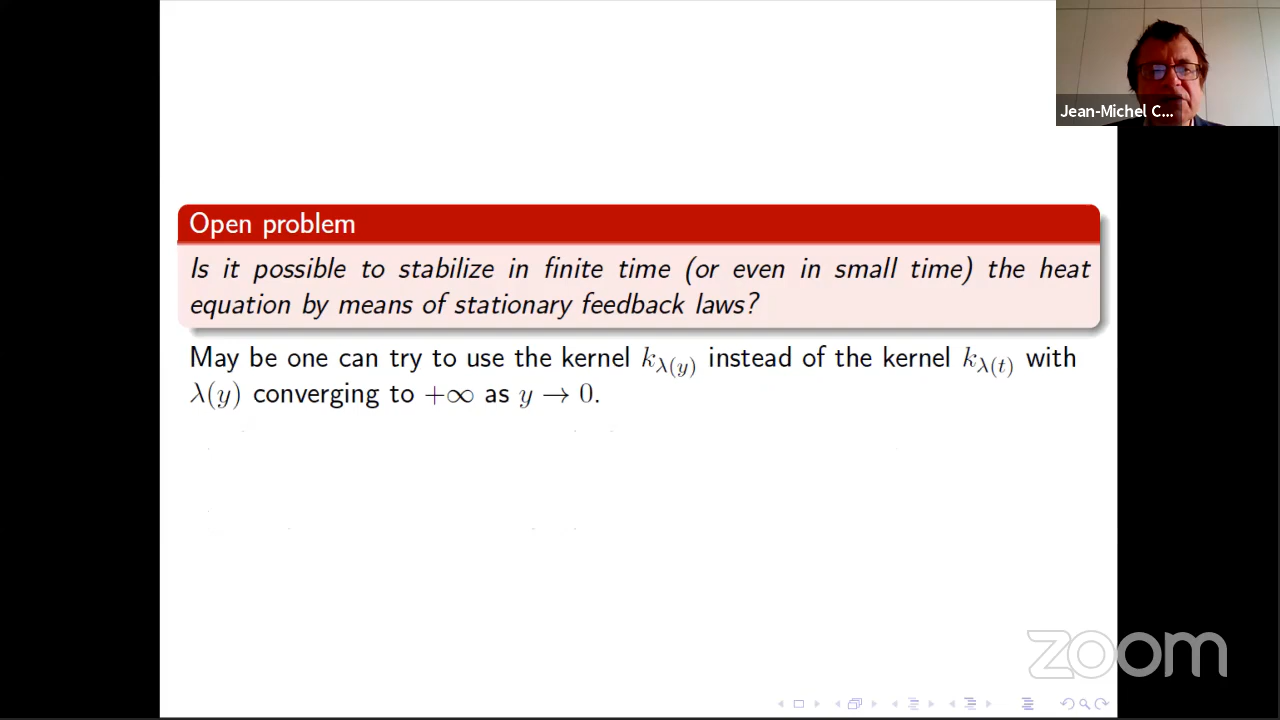 Jean-Michel C...
Open problem
Is it possible to stabilize in finite time (or even in small time) the heat
equation by means of stationary feedback laws?
May be one can try to use the kernel k_{λ(y)} instead of the kernel k_{λ(t)} with
λ(y) converging to +∞ as y → 0.
zoom